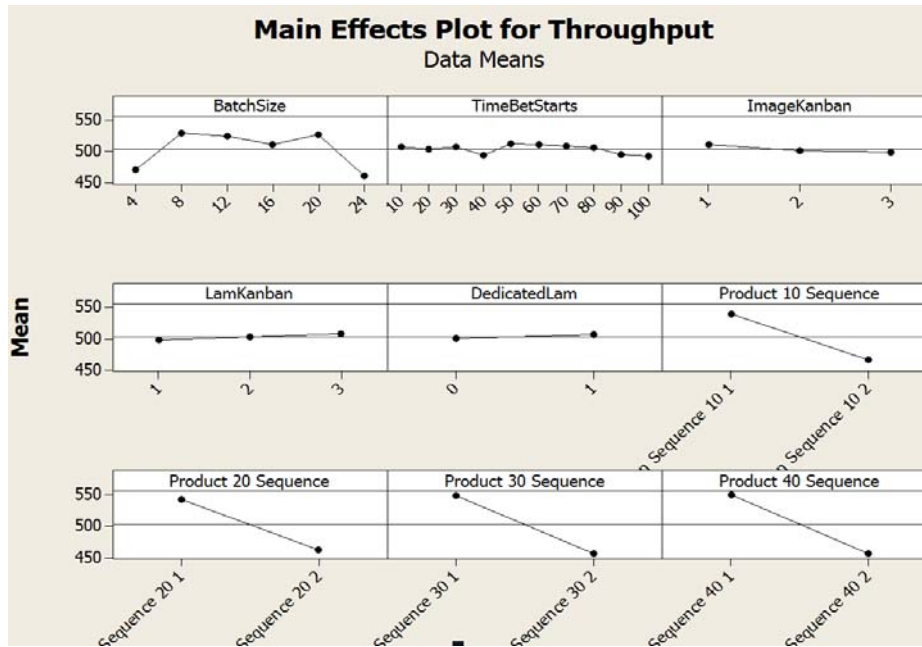 Main Effects Plot for Throughput
Data Means
BatchSize TimeBetStarts ImageKanban
550
500
450
4 8 12 16 20 24 10 20 30 40 50 60 70 80 90 100 1 2 3
Mean
LamKanban DedicatedLam Product 10 Sequence
550
500
450
1 2 3 0 1 Sequence 10 1 Sequence 10 2
Product 20 Sequence Product 30 Sequence Product 40 Sequence
550
500
450
Sequence 20 1 Sequence 20 2 Sequence 30 1 Sequence 30 2 Sequence 40 1 Sequence 40 2